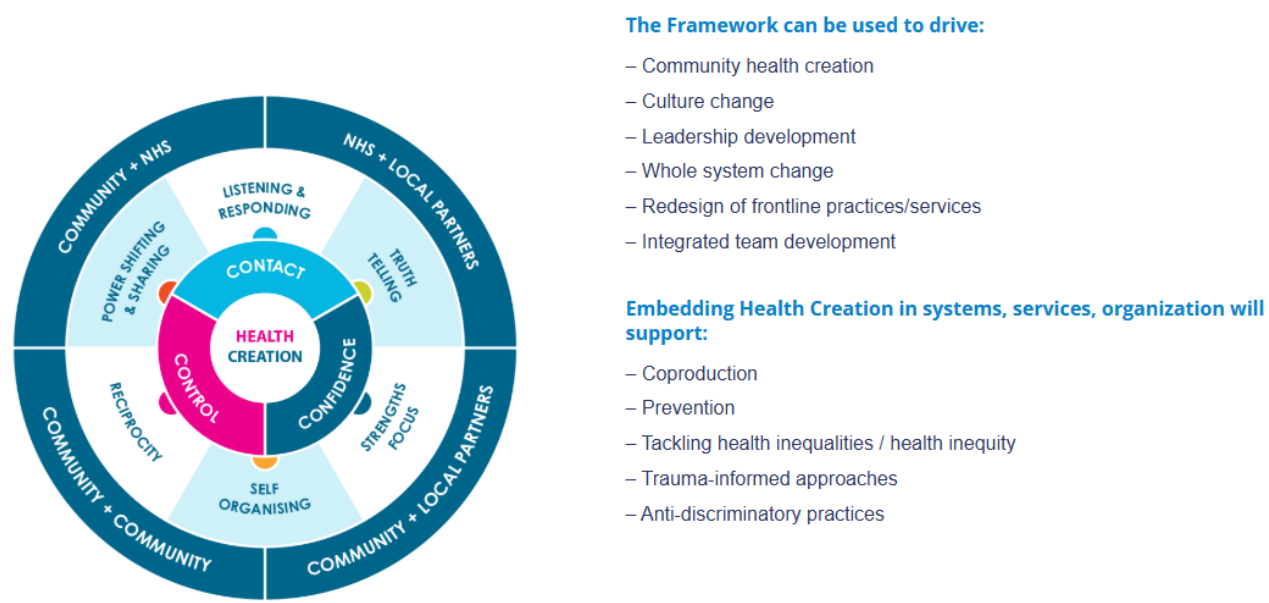 COMMUNITY + NHS
NHS + LOCAL PARTNERS
COMMUNITY + LOCAL PARTNERS
COMMUNITY + COMMUNITY
LISTENING &
RESPONDING
TRUTH
TELLING
STRENGTHS
FOCUS
SELF
ORGANISING
RECIPROCITY
POWER SHIFTING
& SHARING
CONTACT
CONFIDENCE
CONTROL
HEALTH
CREATION
The Framework can be used to drive:
– Community health creation
– Culture change
– Leadership development
– Whole system change
– Redesign of frontline practices/services
– Integrated team development
Embedding Health Creation in systems, services, organization will
support:
– Coproduction
– Prevention
– Tackling health inequalities / health inequity
– Trauma-informed approaches
– Anti-discriminatory practices